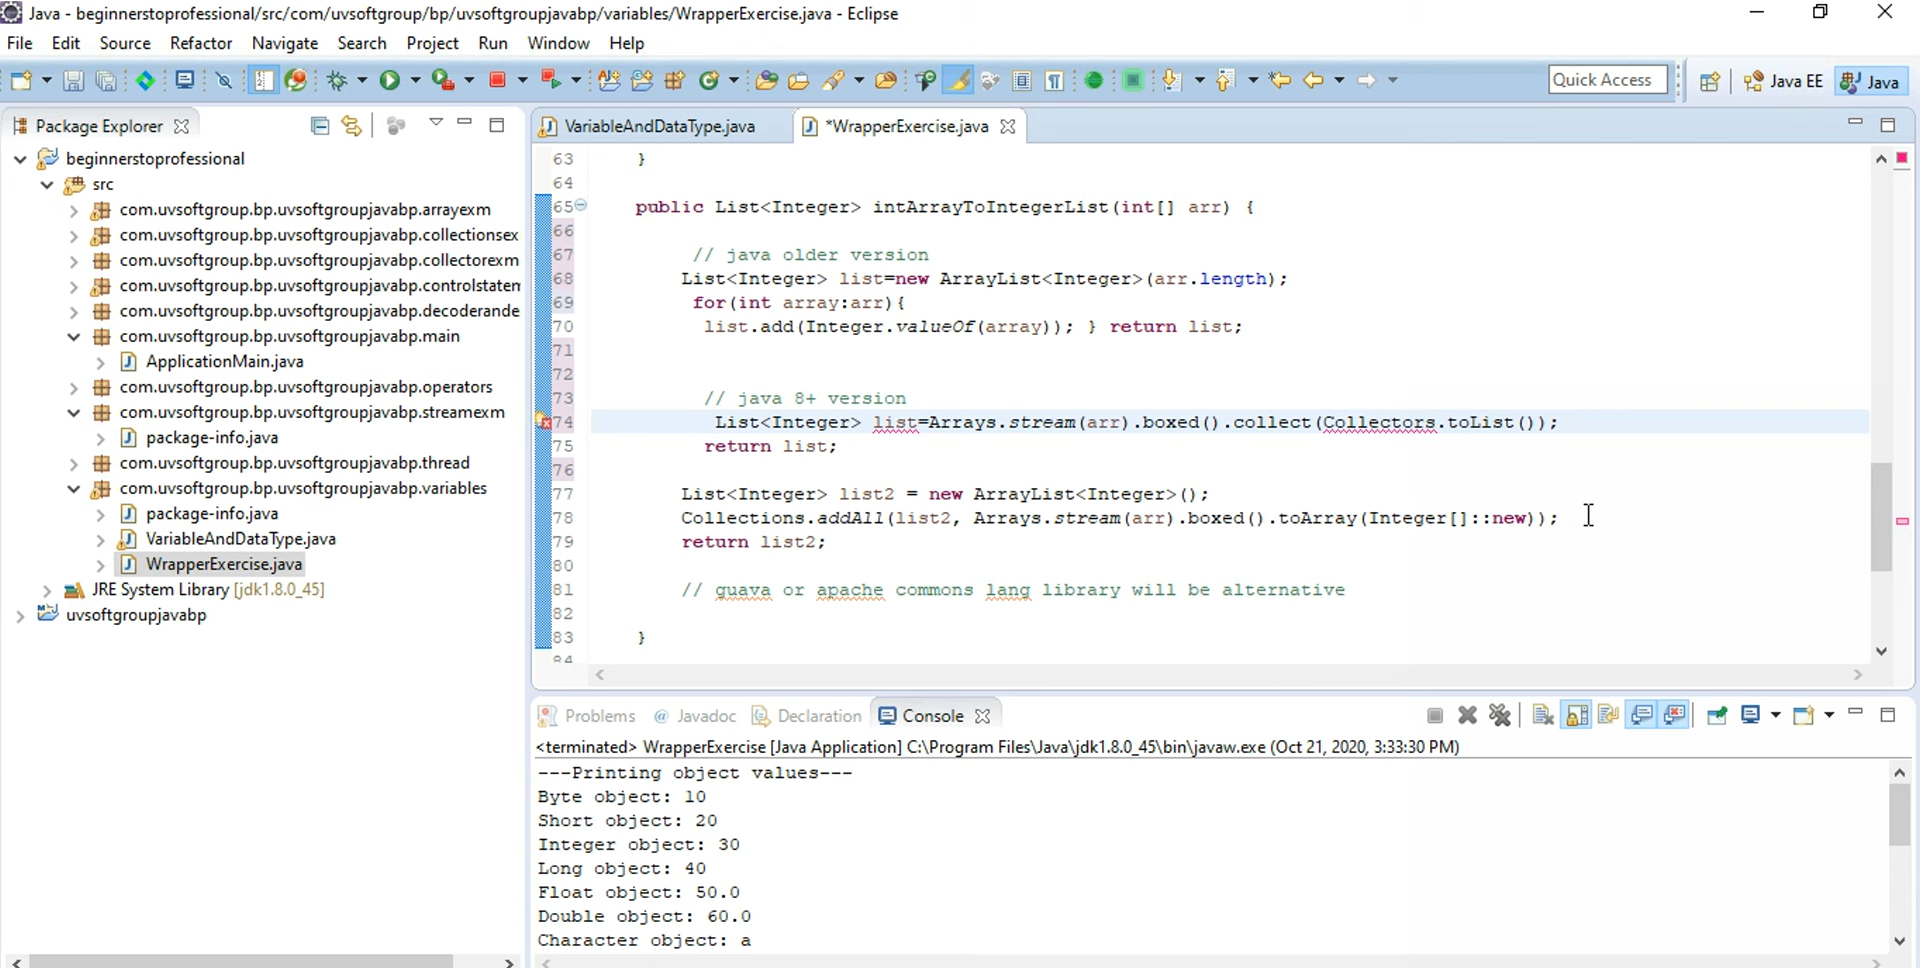 Java - beginnerstoprofessional/src/com/uvsoftgroup/bp/uvsoftgroupjavabp/variables/WrapperExercise.java - Eclipse
File Edit Source Refactor Navigate Search Project Run Window Help
Quick Access Java EE Java
Package Explorer
beginnerstoprofessional
src
com.uvsoftgroup.bp.uvsoftgroupjavabp.arrayexm
com.uvsoftgroup.bp.uvsoftgroupjavabp.collectionsex
com.uvsoftgroup.bp.uvsoftgroupjavabp.collectorexm
com.uvsoftgroup.bp.uvsoftgroupjavabp.controlstaten
com.uvsoftgroup.bp.uvsoftgroupjavabp.decoderande
com.uvsoftgroup.bp.uvsoftgroupjavabp.main
ApplicationMain.java
com.uvsoftgroup.bp.uvsoftgroupjavabp.operators
com.uvsoftgroup.bp.uvsoftgroupjavabp.streamexm
package-info.java
com.uvsoftgroup.bp.uvsoftgroupjavabp.thread
com.uvsoftgroup.bp.uvsoftgroupjavabp.variables
package-info.java
VariableAndDataType.java
WrapperExercise.java
JRE System Library [jdk1.8.0_45]
uvsoftgroupjavabp
VariableAndDataType.java *WrapperExercise.java
63 }
64
65 public List<Integer> intArrayToIntegerList(int[] arr) {
66
67 // java older version
68 List<Integer> list=new ArrayList<Integer>(arr.length);
69 for(int array:arr){
70 list.add(Integer.valueOf(array)); } return list;
71
72
73 // java 8+ version
74 List<Integer> list=Arrays.stream(arr).boxed().collect(Collectors.toList());
75 return list;
76
77 List<Integer> list2 = new ArrayList<Integer>();
78 Collections.addAll(list2, Arrays.stream(arr).boxed().toArray(Integer[]::new));
79 return list2;
80
81 // guava or apache commons lang library will be alternative
82
83 }
84
Problems @ Javadoc Declaration Console
<terminated> WrapperExercise [Java Application] C:\Program Files\Java\jdk1.8.0_45\bin\javaw.exe (Oct 21, 2020, 3:33:30 PM)
---Printing object values---
Byte object: 10
Short object: 20
Integer object: 30
Long object: 40
Float object: 50.0
Double object: 60.0
Character object: a